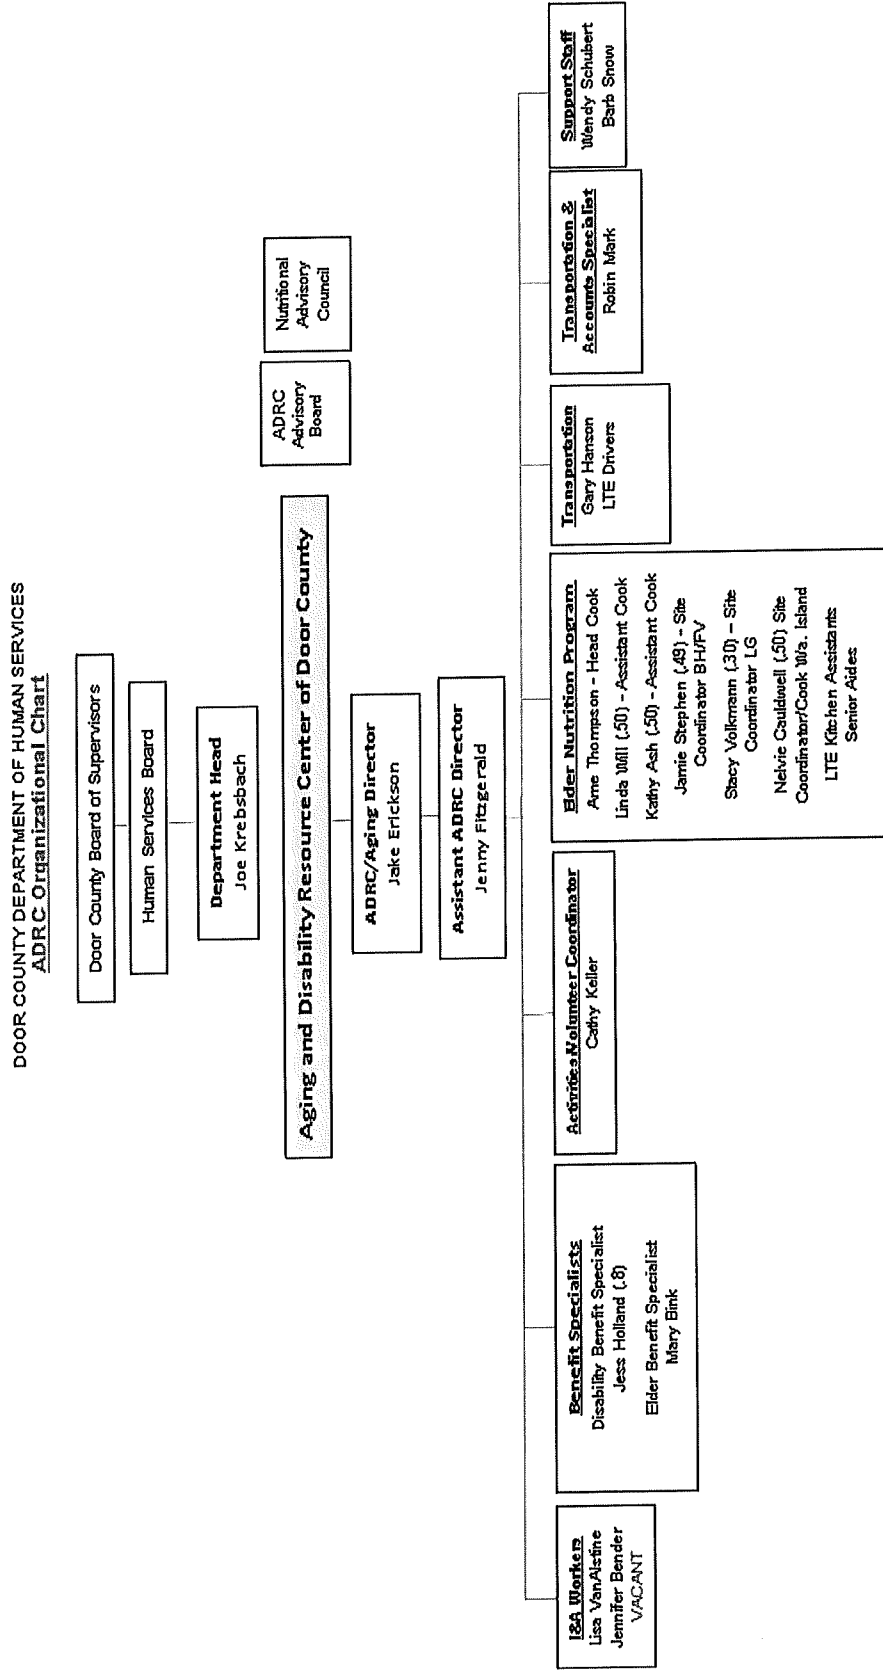 DOOR COUNTY DEPARTMENT OF HUMAN SERVICES
ADRC Organizational Chart
Door County Board of Supervisors
Human Services Board
Department Head
Joe Krebsbach
Aging and Disability Resource Center of Door County
ADRC
Advisory
Board
Nutritional
Advisory
Council
ADRC/Aging Director
Jake Erickson
Assistant ADRC Director
Jenny Fitzgerald
I&A Workers
Lisa VanAlstine
Jennifer Bender
VACANT
Benefit Specialists
Disability Benefit Specialist
Jess Holland (.8)
Elder Benefit Specialist
Mary Bink
Activities/Volunteer Coordinator
Cathy Keller
Elder Nutrition Program
Arne Thompson – Head Cook
Linda Will (.50) – Assistant Cook
Kathy Ash (.50) – Assistant Cook
Jamie Stephen (.49) – Site
Coordinator BH/FV
Stacy Volkmann (.30) – Site
Coordinator LG
Nelvie Cauldwell (.50) Site
Coordinator/Cook Wa. Island
LTE Kitchen Assistants
Senior Aides
Transportation
Gary Hanson
LTE Drivers
Transportation &
Accounts Specialist
Robin Mark
Support Staff
Wendy Schubert
Barb Snow